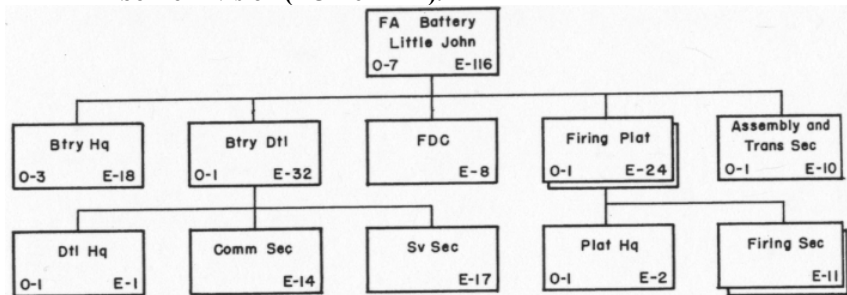 FA Battery
Little John
O-7 E-116
Btry Hq
O-3 E-18
Btry Dtl
O-1 E-32
FDC
E-8
Firing Plat
O-1 E-24
Assembly and
Trans Sec
O-1 E-10
Dtl Hq
O-1 E-1
Comm Sec
E-14
Sv Sec
E-17
Plat Hq
O-1 E-2
Firing Sec
E-11